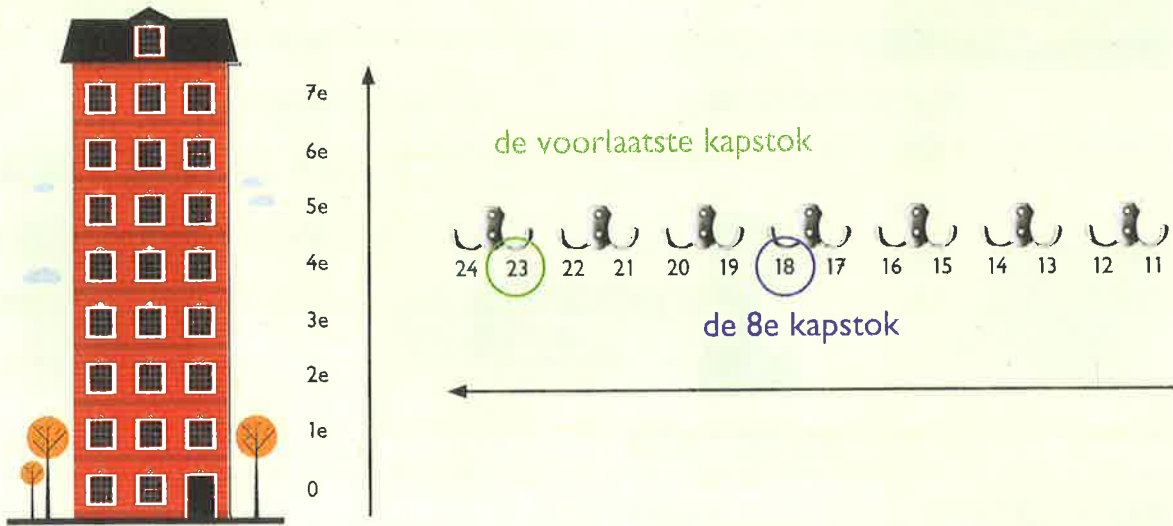 7e
6e
5e
4e
3e
2e
1e
0
de voorlaatste kapstok
24 23 22 21 20 19 18 17 16 15 14 13 12 11
de 8e kapstok